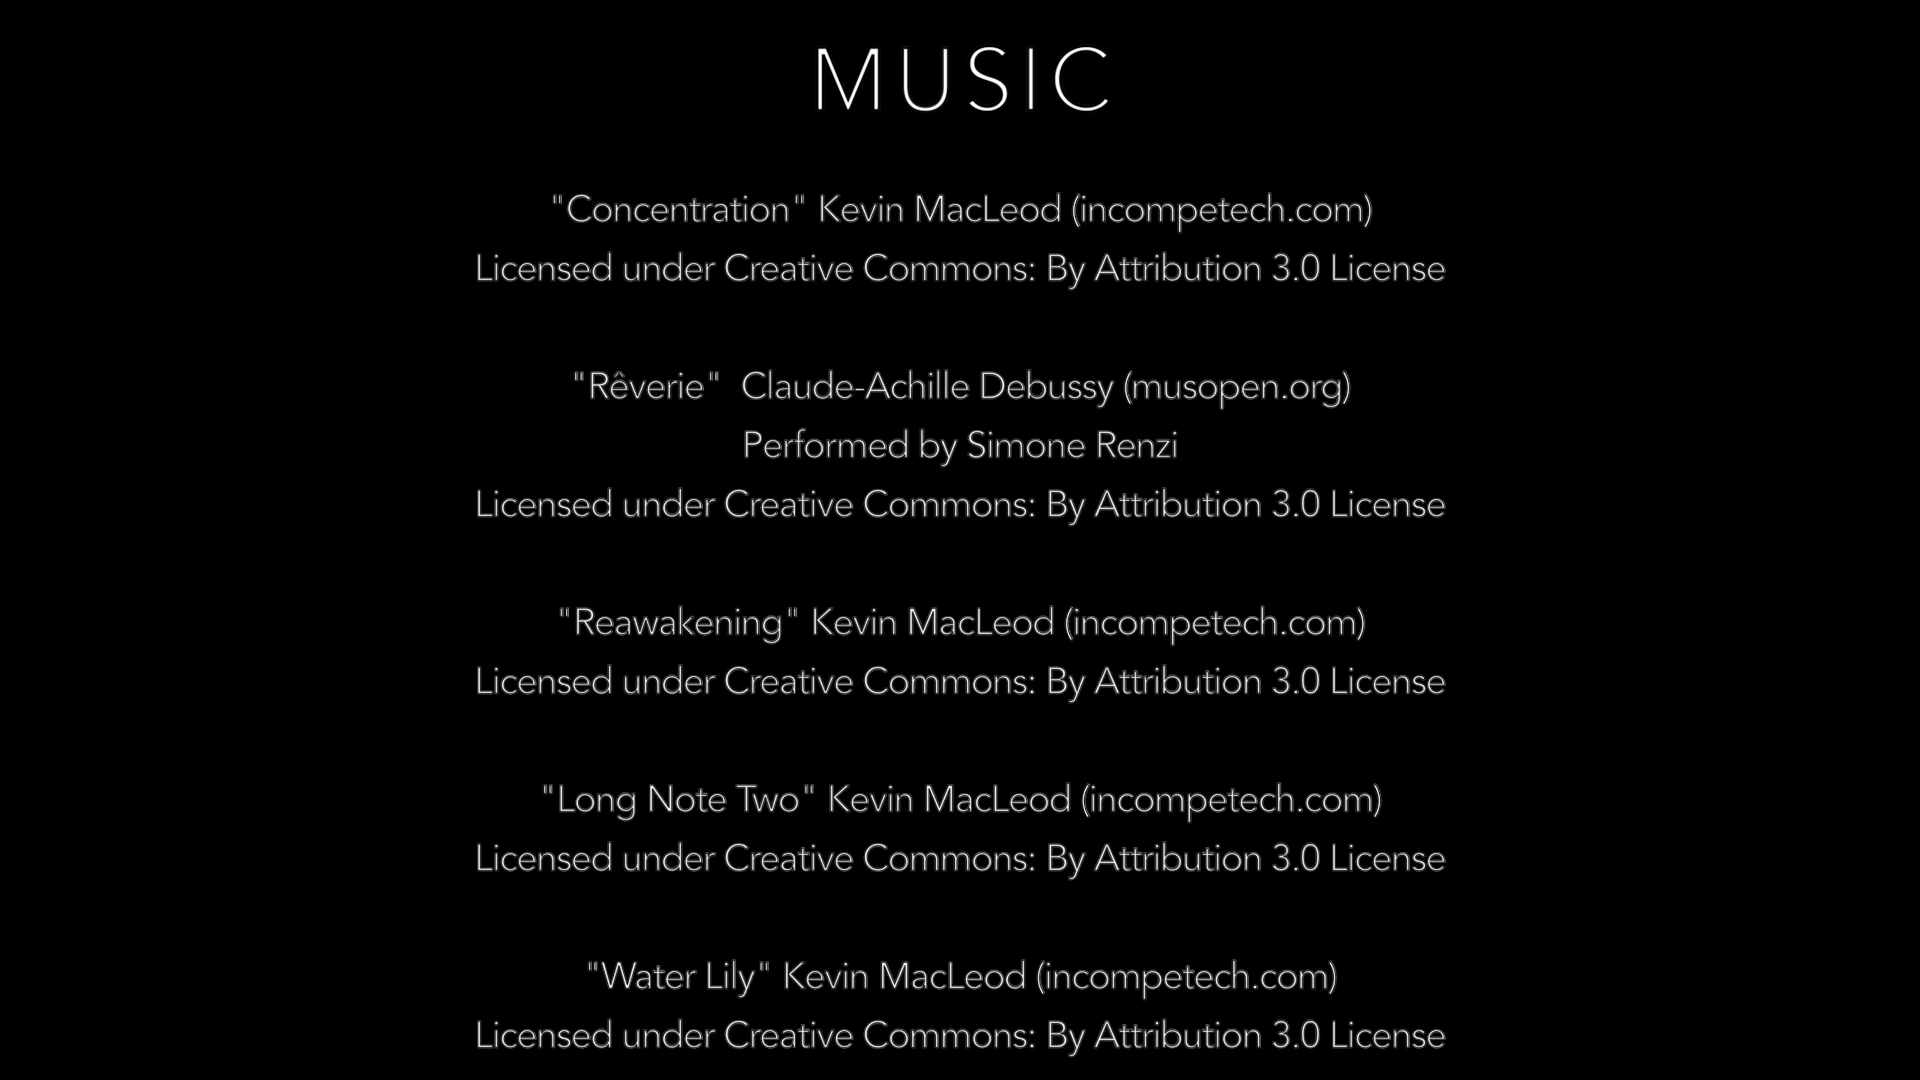 MUSIC
"Concentration" Kevin MacLeod (incompetech.com)
Licensed under Creative Commons: By Attribution 3.0 License
"Rêverie"  Claude-Achille Debussy (musopen.org)
Performed by Simone Renzi
Licensed under Creative Commons: By Attribution 3.0 License
"Reawakening" Kevin MacLeod (incompetech.com)
Licensed under Creative Commons: By Attribution 3.0 License
"Long Note Two" Kevin MacLeod (incompetech.com)
Licensed under Creative Commons: By Attribution 3.0 License
"Water Lily" Kevin MacLeod (incompetech.com)
Licensed under Creative Commons: By Attribution 3.0 License